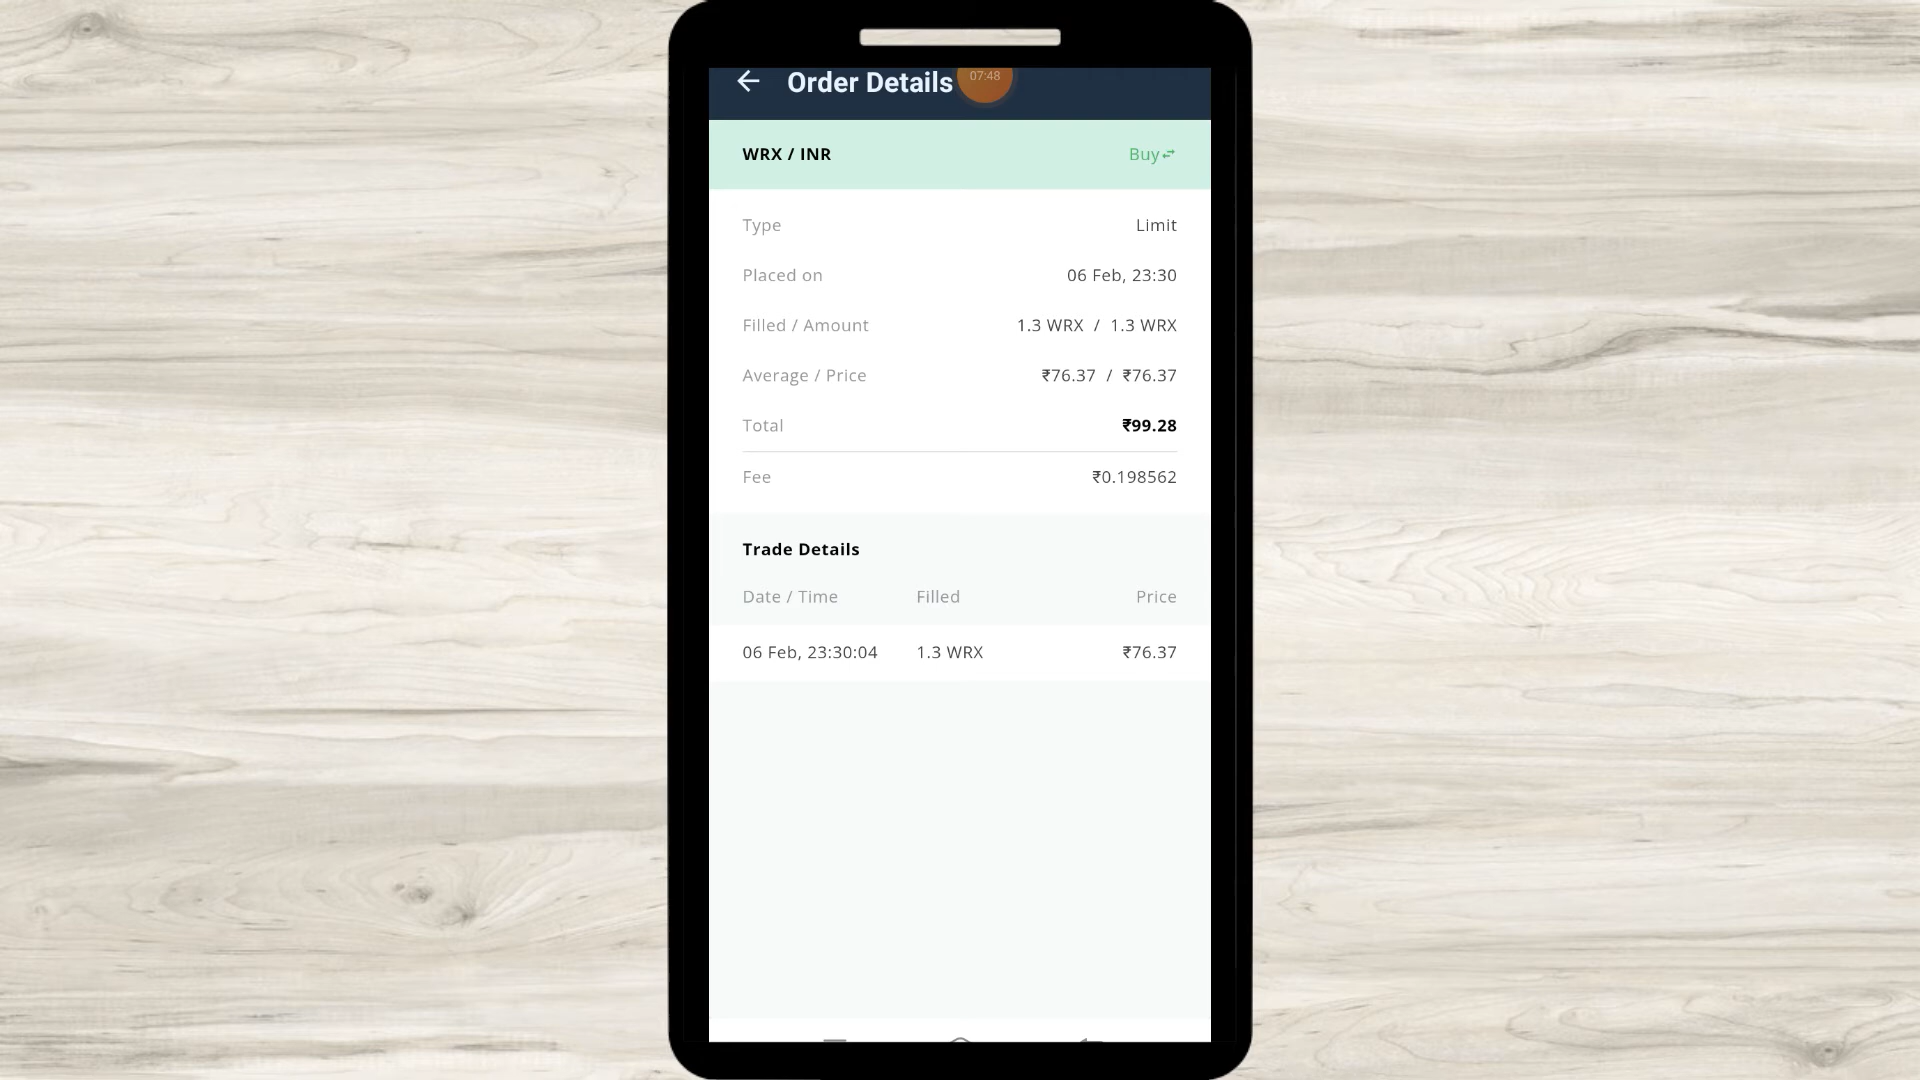 Order Details 07:48
WRX / INR Buy
Type Limit
Placed on 06 Feb, 23:30
Filled / Amount 1.3 WRX / 1.3 WRX
Average / Price ₹76.37 / ₹76.37
Total ₹99.28
Fee ₹0.198562
Trade Details
Date / Time Filled Price
06 Feb, 23:30:04 1.3 WRX ₹76.37